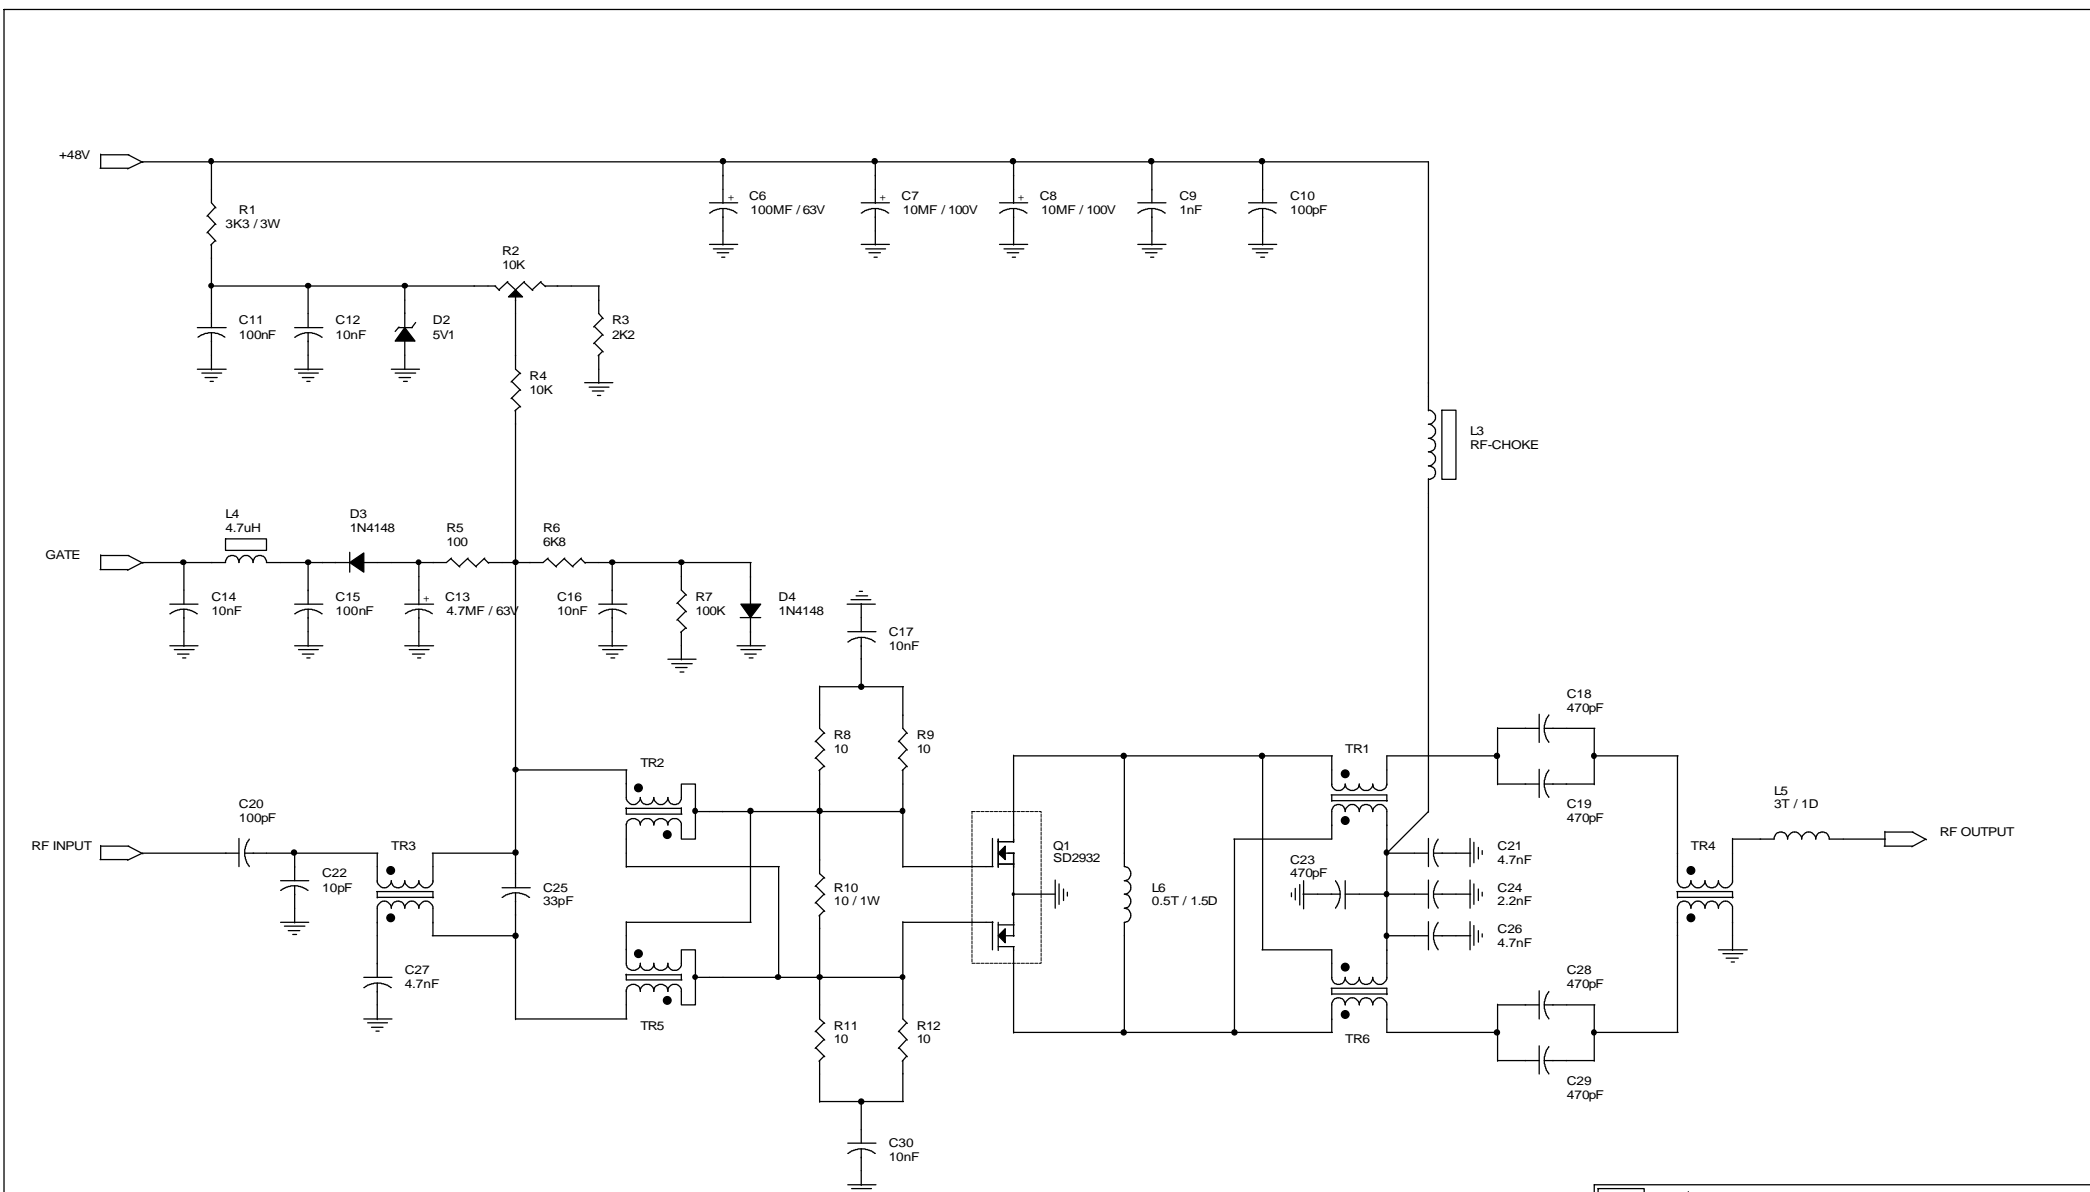 +48V
R1
3K3 / 3W
C6
100MF / 63V
C7
10MF / 100V
C8
10MF / 100V
C9
1nF
C10
100pF
R2
10K
C11
100nF
C12
10nF
D2
5V1
R3
2K2
R4
10K
L3
RF-CHOKE
GATE
L4
4.7uH
D3
1N4148
R5
100
R6
6K8
C14
10nF
C15
100nF
C13
4.7MF / 63V
C16
10nF
R7
100K
D4
1N4148
C17
10nF
R8
10
R9
10
TR2
TR1
C18
470pF
C19
470pF
L5
3T / 1D
RF OUTPUT
RF INPUT
C20
100pF
C22
10pF
TR3
C25
33pF
R10
10 / 1W
Q1
SD2932
L6
0.5T / 1.5D
C23
470pF
C21
4.7nF
C24
2.2nF
C26
4.7nF
TR4
C27
4.7nF
TR5
R11
10
R12
10
TR6
C28
470pF
C29
470pF
C30
10nF